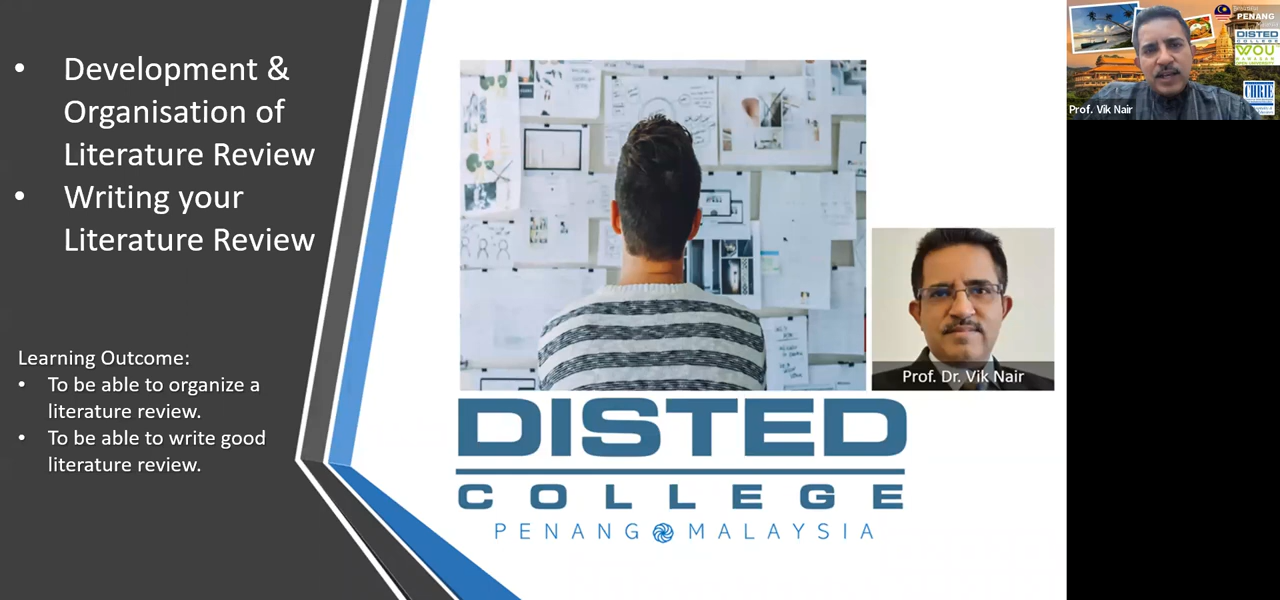 • Development &
Organisation of
Literature Review
• Writing your
Literature Review
Learning Outcome:
• To be able to organize a
literature review.
• To be able to write good
literature review.
Prof. Dr. Vik Nair
DISTED
COLLEGE
PENANG MALAYSIA
PENANG
DISTED
COLLEGE
WOU
CHRIE
Prof. Vik Nair